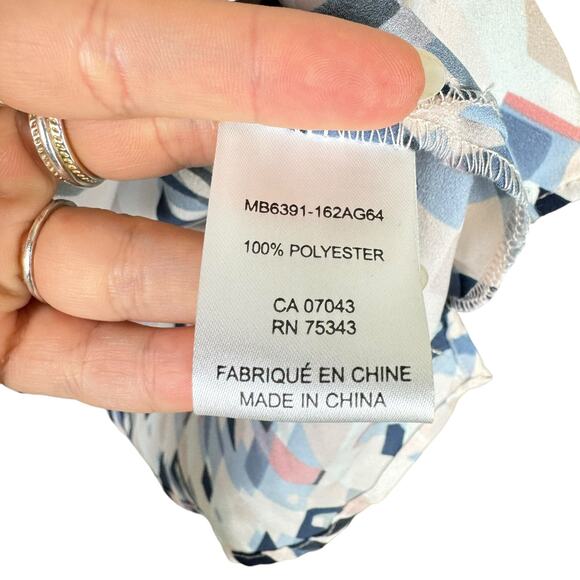 MB6391-162AG64
100% POLYESTER
CA 07043
RN 75343
FABRIQUÉ EN CHINE
MADE IN CHINA